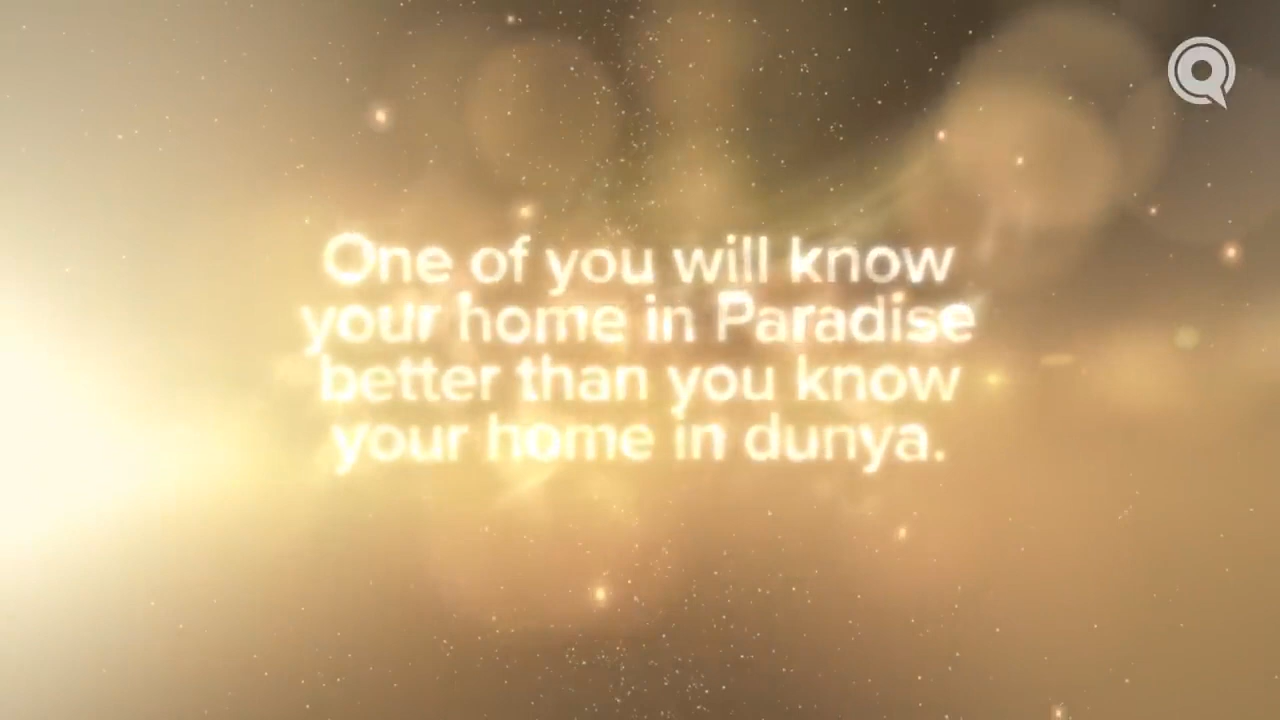 One of you will know
your home in Paradise
better than you know
your home in dunya.